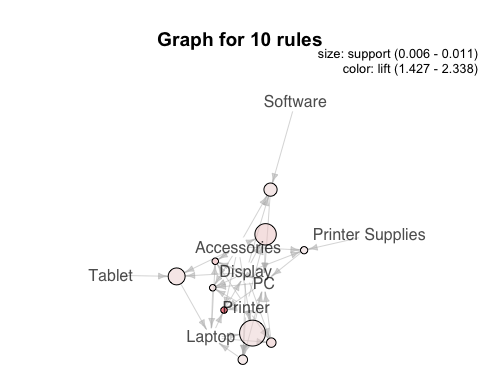 Graph for 10 rules
size: support (0.006 - 0.011)
color: lift (1.427 - 2.338)
Software
Printer Supplies
Accessories
Tablet
Display
PC
Printer
Laptop